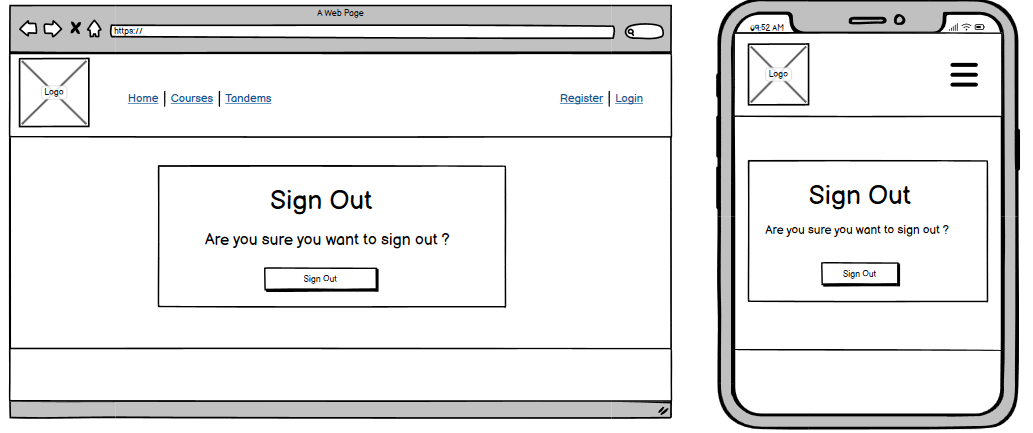 A Web Page
https://
Logo
Home | Courses | Tandems
Register | Login
Sign Out
Are you sure you want to sign out ?
Sign Out
09:52 AM
Logo
Sign Out
Are you sure you want to sign out ?
Sign Out